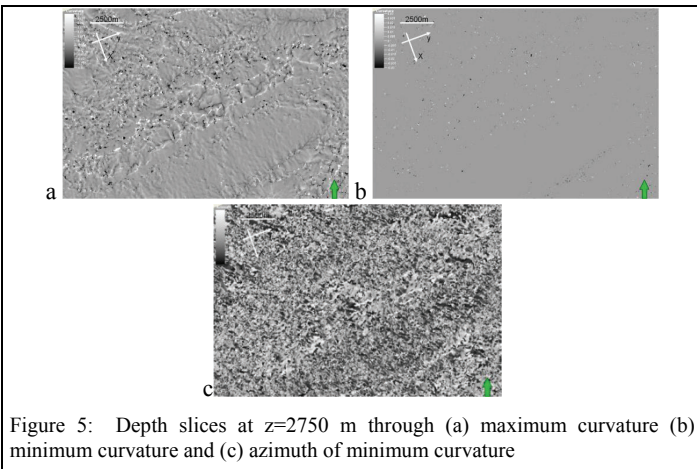 2500m
y
x
a
2500m
y
x
b
c
Figure 5: Depth slices at z=2750 m through (a) maximum curvature (b)
minimum curvature and (c) azimuth of minimum curvature